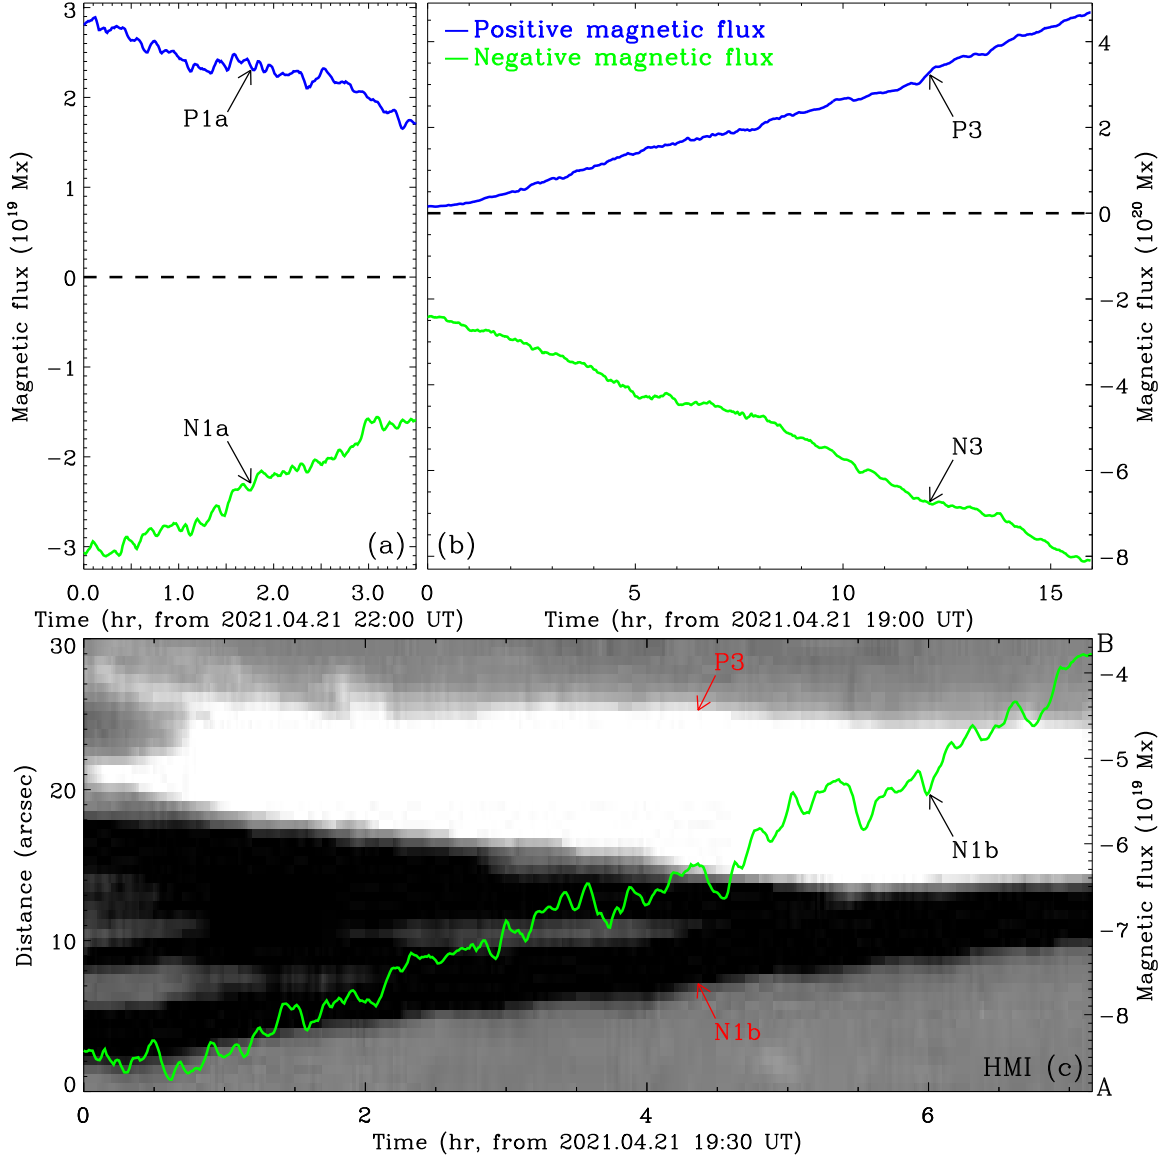 3
2
1
0
−1
−2
−3
Magnetic flux (10¹⁹ Mx)
P1a
N1a
(a)
0.0 1.0 2.0 3.0
Time (hr, from 2021.04.21 22:00 UT)
Positive magnetic flux
Negative magnetic flux
P3
N3
(b)
4
2
0
−2
−4
−6
−8
Magnetic flux (10²⁰ Mx)
0 5 10 15
Time (hr, from 2021.04.21 19:00 UT)
30
20
10
0
Distance (arcsec)
P3
N1b
N1b
HMI (c)
B
−4
−5
−6
−7
−8
A
Magnetic flux (10¹⁹ Mx)
0 2 4 6
Time (hr, from 2021.04.21 19:30 UT)